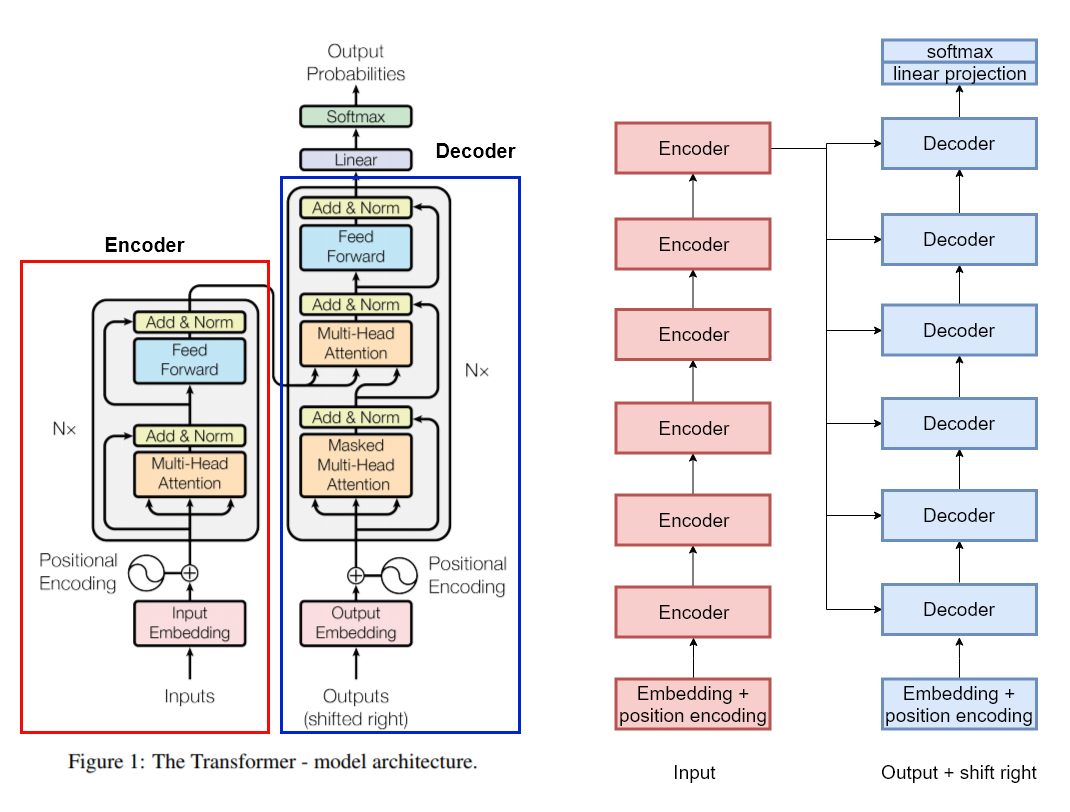 Output
Probabilities
Softmax
Linear
Decoder
Add & Norm
Feed
Forward
Add & Norm
Multi-Head
Attention
Nx
Add & Norm
Masked
Multi-Head
Attention
Positional
Encoding
Output
Embedding
Outputs
(shifted right)
Encoder
Add & Norm
Feed
Forward
Nx
Add & Norm
Multi-Head
Attention
Positional
Encoding
Input
Embedding
Inputs
Figure 1: The Transformer - model architecture.
Encoder
Encoder
Encoder
Encoder
Encoder
Encoder
Embedding +
position encoding
Input
softmax
linear projection
Decoder
Decoder
Decoder
Decoder
Decoder
Decoder
Embedding +
position encoding
Output + shift right